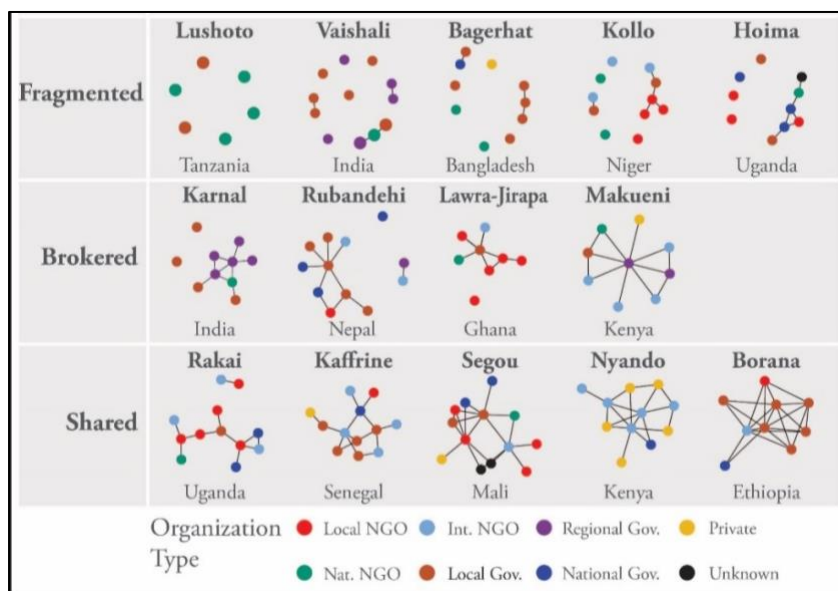 Lushoto Vaishali Bagerhat Kollo Hoima
Fragmented
Tanzania India Bangladesh Niger Uganda
Karnal Rubandehi Lawra-Jirapa Makueni
Brokered
India Nepal Ghana Kenya
Rakai Kaffrine Segou Nyando Borana
Shared
Uganda Senegal Mali Kenya Ethiopia
Organization Type
Local NGO Int. NGO Regional Gov. Private
Nat. NGO Local Gov. National Gov. Unknown